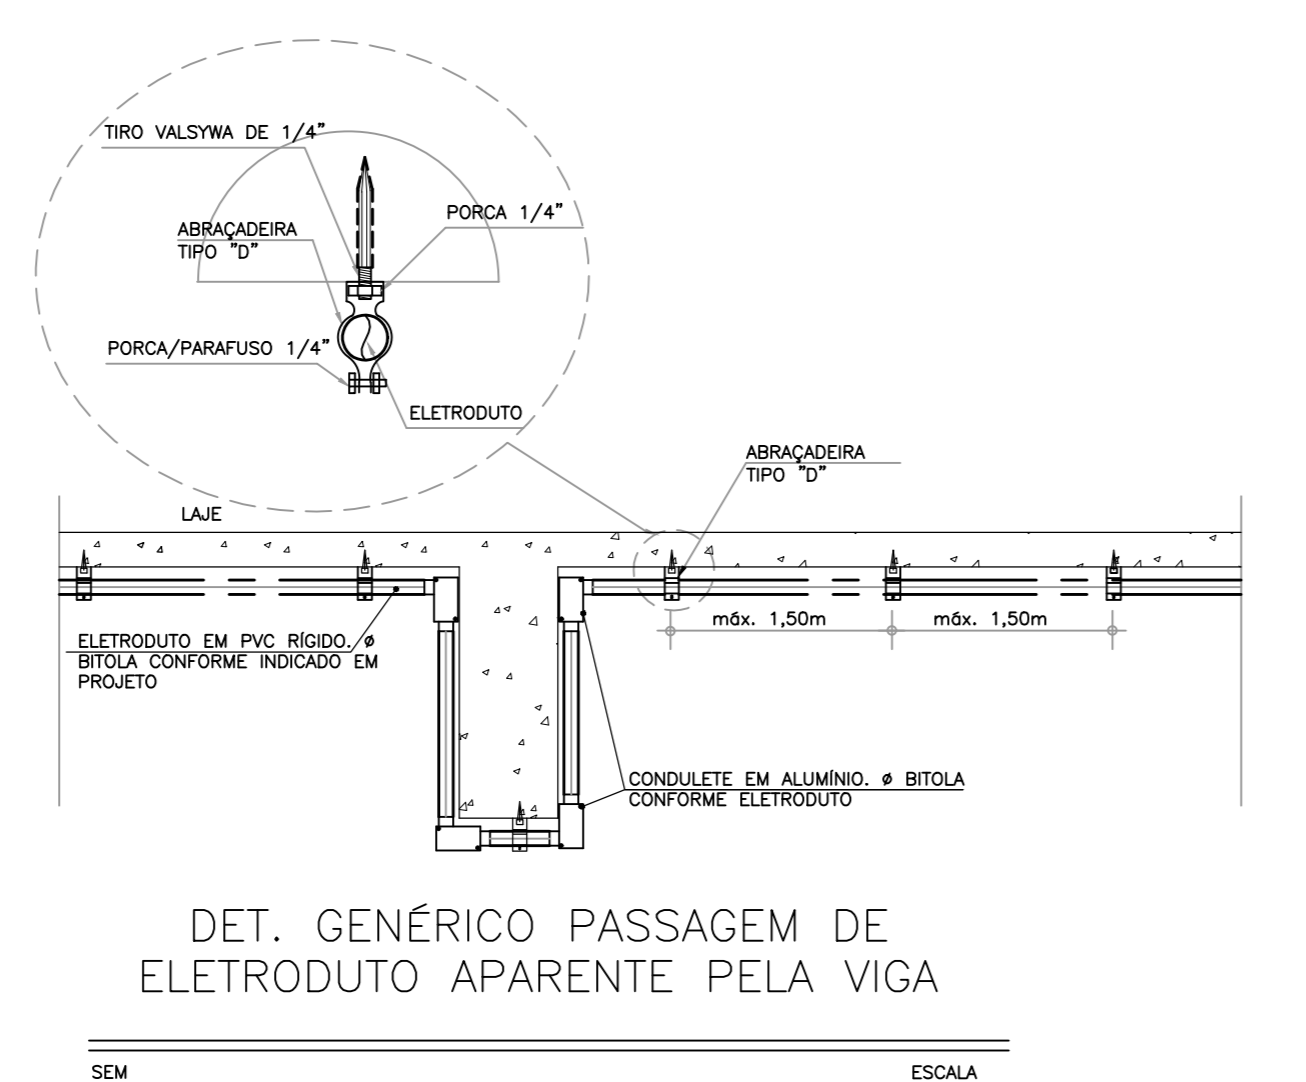 TIRO VALSYWA DE 1/4"
PORCA 1/4"
ABRAÇADEIRA
TIPO "D"
PORCA/PARAFUSO 1/4"
ELETRODUTO
ABRAÇADEIRA
TIPO "D"
LAJE
máx. 1,50m
máx. 1,50m
ELETRODUTO EM PVC RÍGIDO. ø
BITOLA CONFORME INDICADO EM
PROJETO
CONDULETE EM ALUMÍNIO. ø BITOLA
CONFORME ELETRODUTO
DET. GENÉRICO PASSAGEM DE
ELETRODUTO APARENTE PELA VIGA
SEM ESCALA